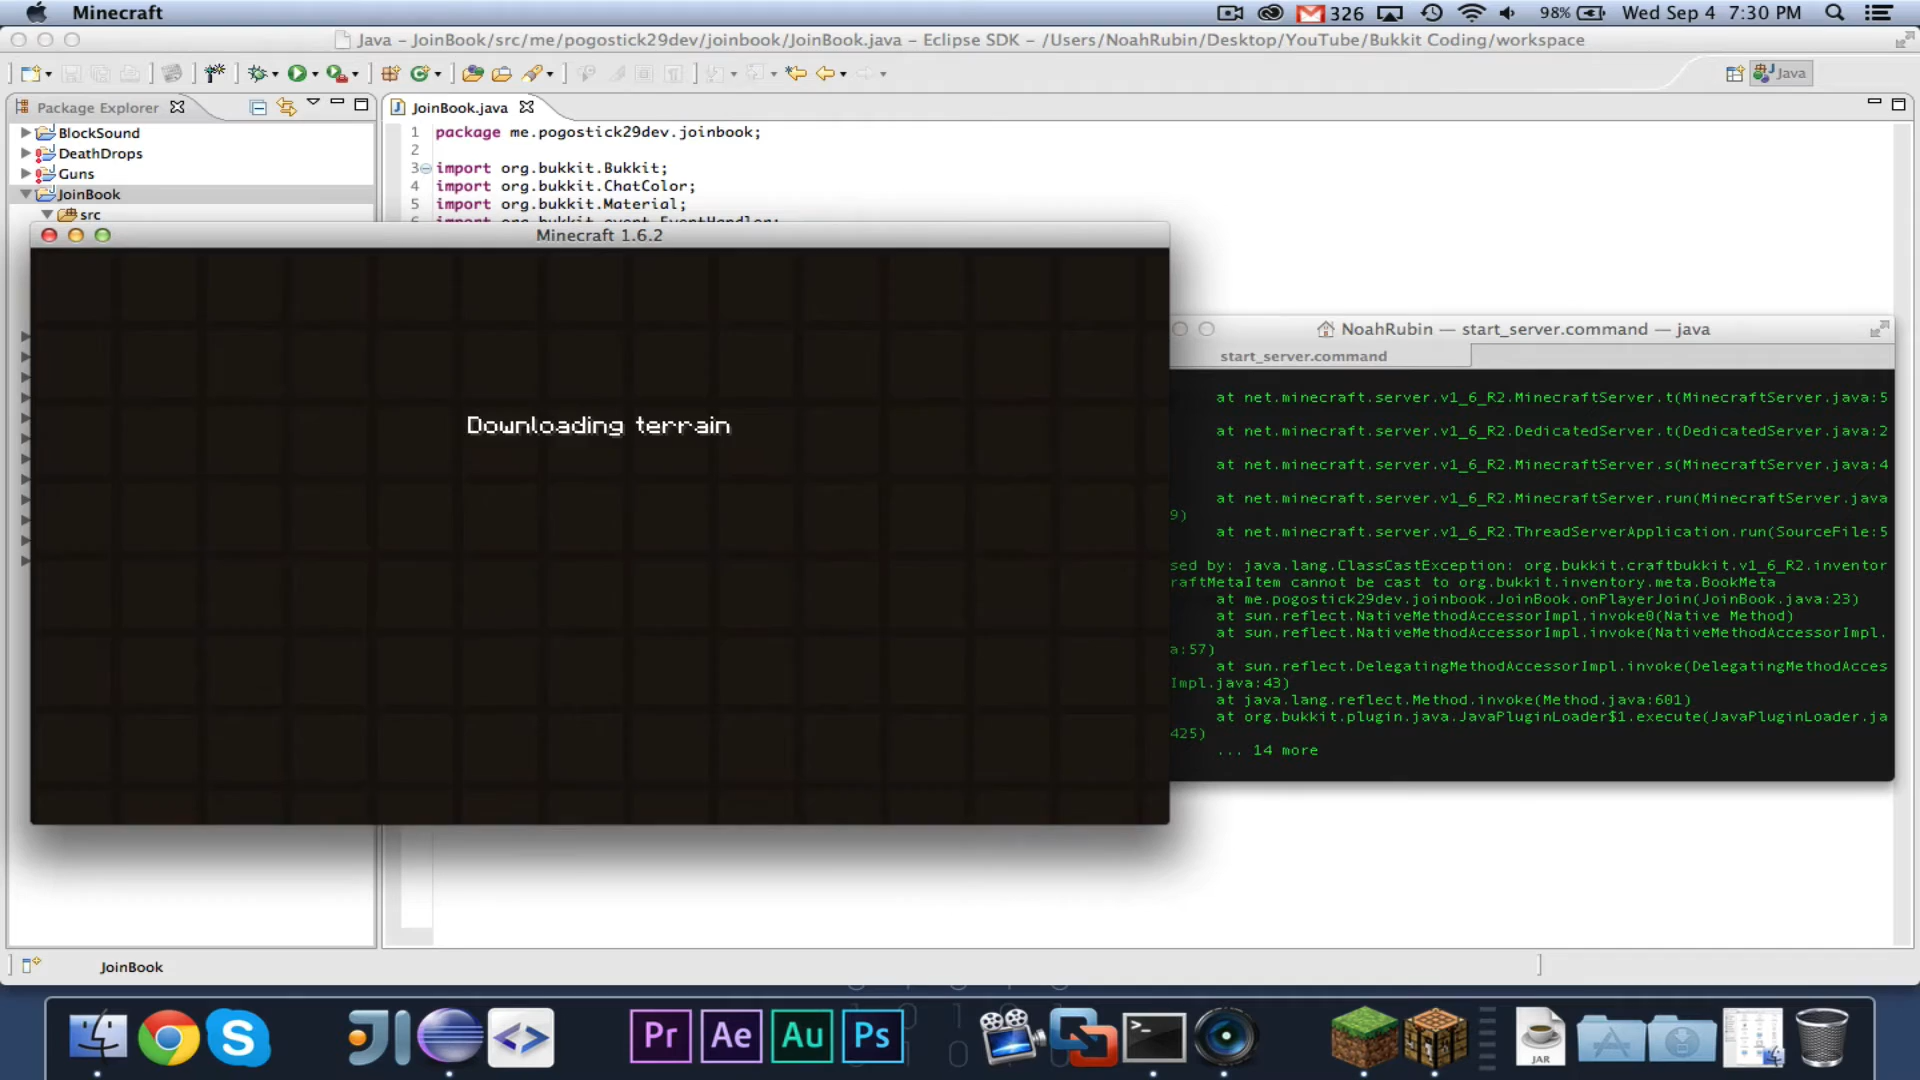 Minecraft
326
98%
Wed Sep 4 7:30 PM
Java – JoinBook/src/me/pogostick29dev/joinbook/JoinBook.java – Eclipse SDK – /Users/NoahRubin/Desktop/YouTube/Bukkit Coding/workspace
Java
Package Explorer
BlockSound
DeathDrops
Guns
JoinBook
src
JoinBook.java
1 package me.pogostick29dev.joinbook;
2
3 import org.bukkit.Bukkit;
4 import org.bukkit.ChatColor;
5 import org.bukkit.Material;
6 import org.bukkit.event.EventHandler;
Minecraft 1.6.2
Downloading terrain
NoahRubin — start_server.command — java
start_server.command
at net.minecraft.server.v1_6_R2.MinecraftServer.t(MinecraftServer.java:5
at net.minecraft.server.v1_6_R2.DedicatedServer.t(DedicatedServer.java:2
at net.minecraft.server.v1_6_R2.MinecraftServer.s(MinecraftServer.java:4
at net.minecraft.server.v1_6_R2.MinecraftServer.run(MinecraftServer.java
9)
at net.minecraft.server.v1_6_R2.ThreadServerApplication.run(SourceFile:5
sed by: java.lang.ClassCastException: org.bukkit.craftbukkit.v1_6_R2.inventor
raftMetaItem cannot be cast to org.bukkit.inventory.meta.BookMeta
at me.pogostick29dev.joinbook.JoinBook.onPlayerJoin(JoinBook.java:23)
at sun.reflect.NativeMethodAccessorImpl.invoke0(Native Method)
at sun.reflect.NativeMethodAccessorImpl.invoke(NativeMethodAccessorImpl.
a:57)
at sun.reflect.DelegatingMethodAccessorImpl.invoke(DelegatingMethodAcces
Impl.java:43)
at java.lang.reflect.Method.invoke(Method.java:601)
at org.bukkit.plugin.java.JavaPluginLoader$1.execute(JavaPluginLoader.ja
425)
... 14 more
JoinBook
Pr
Ae
Au
Ps
JAR